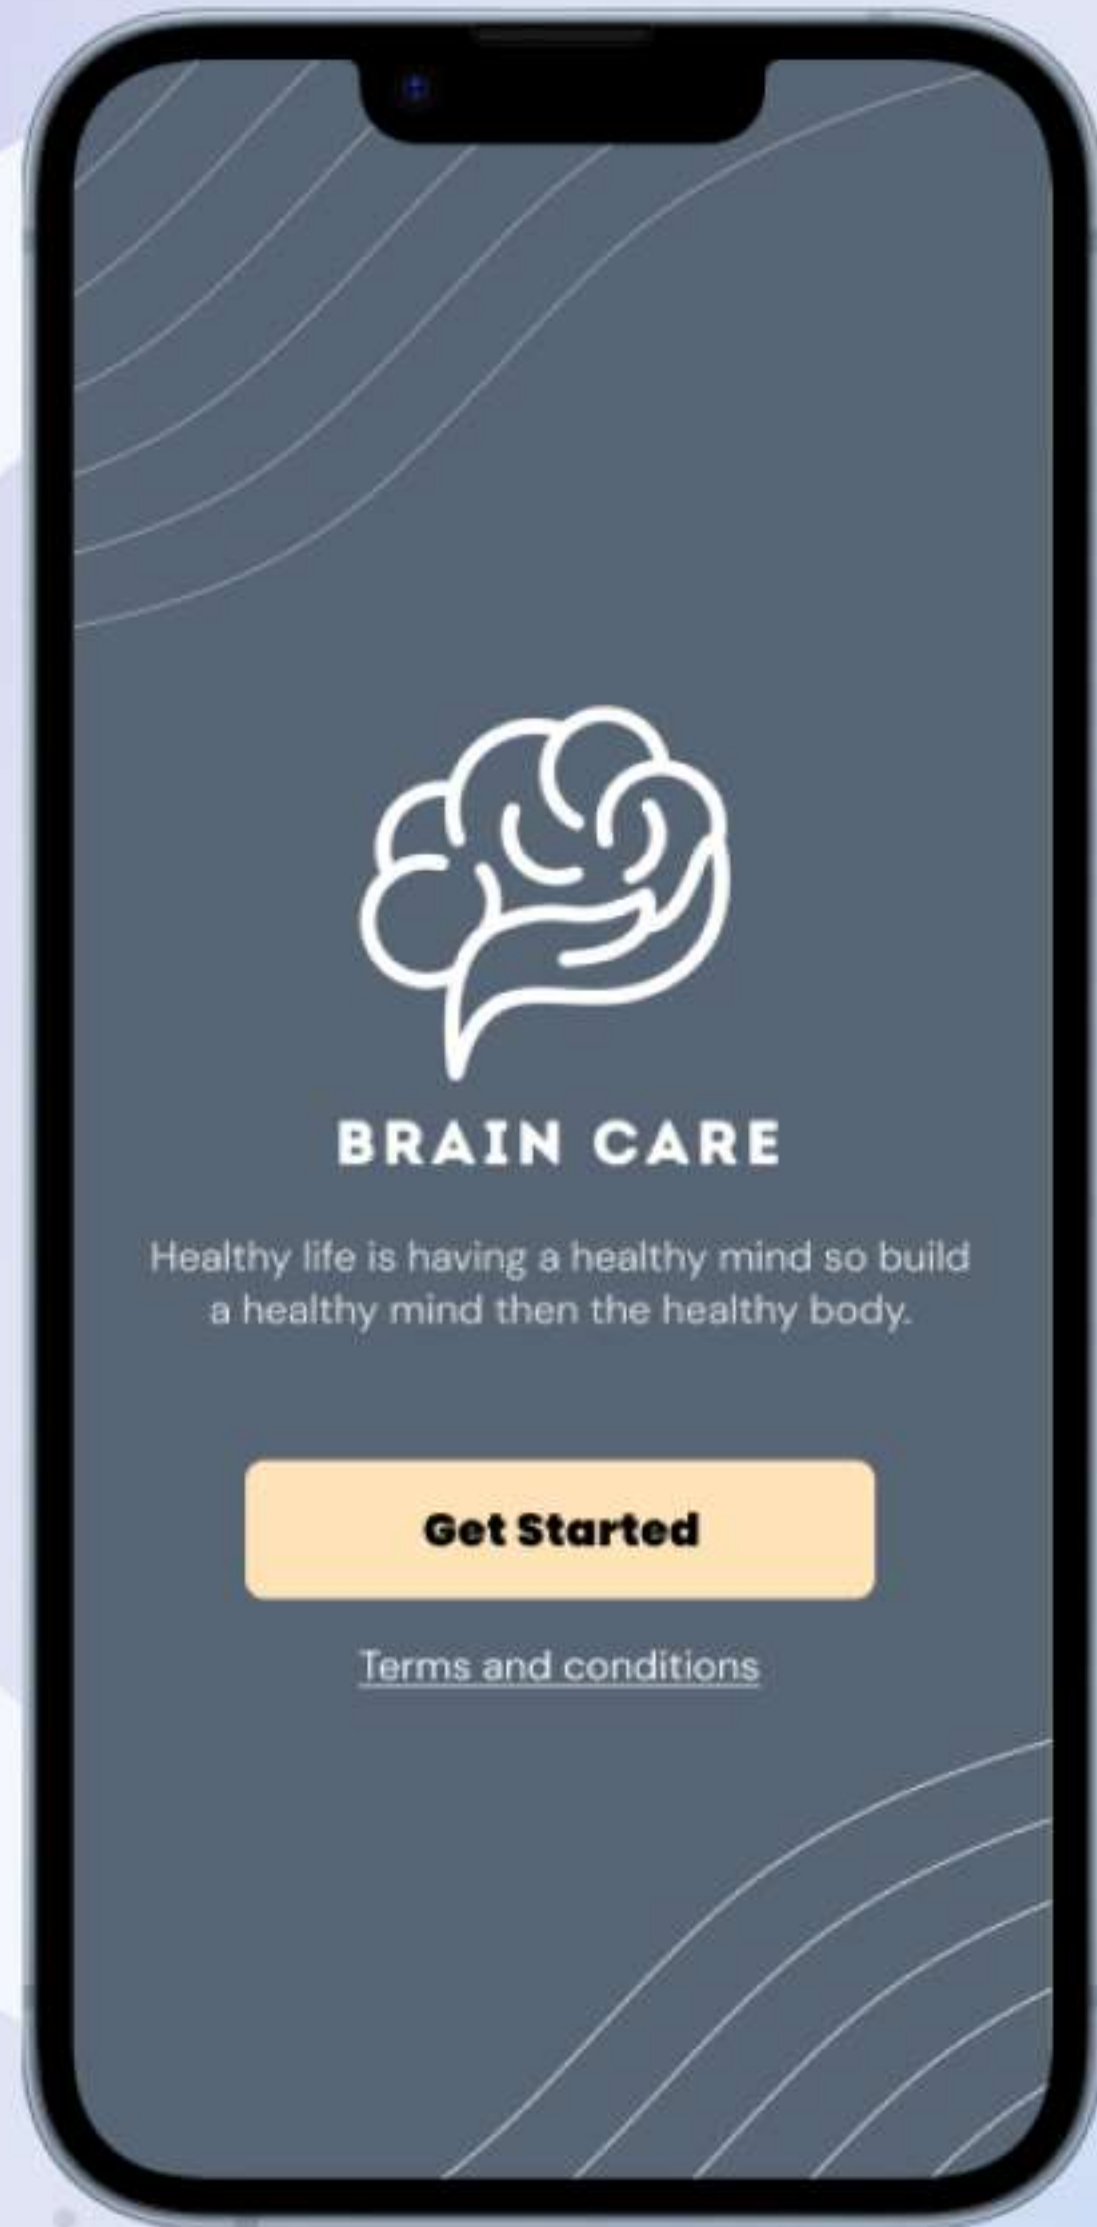 BRAIN CARE
Healthy life is having a healthy mind so build
a healthy mind then the healthy body.
Get Started
Terms and conditions